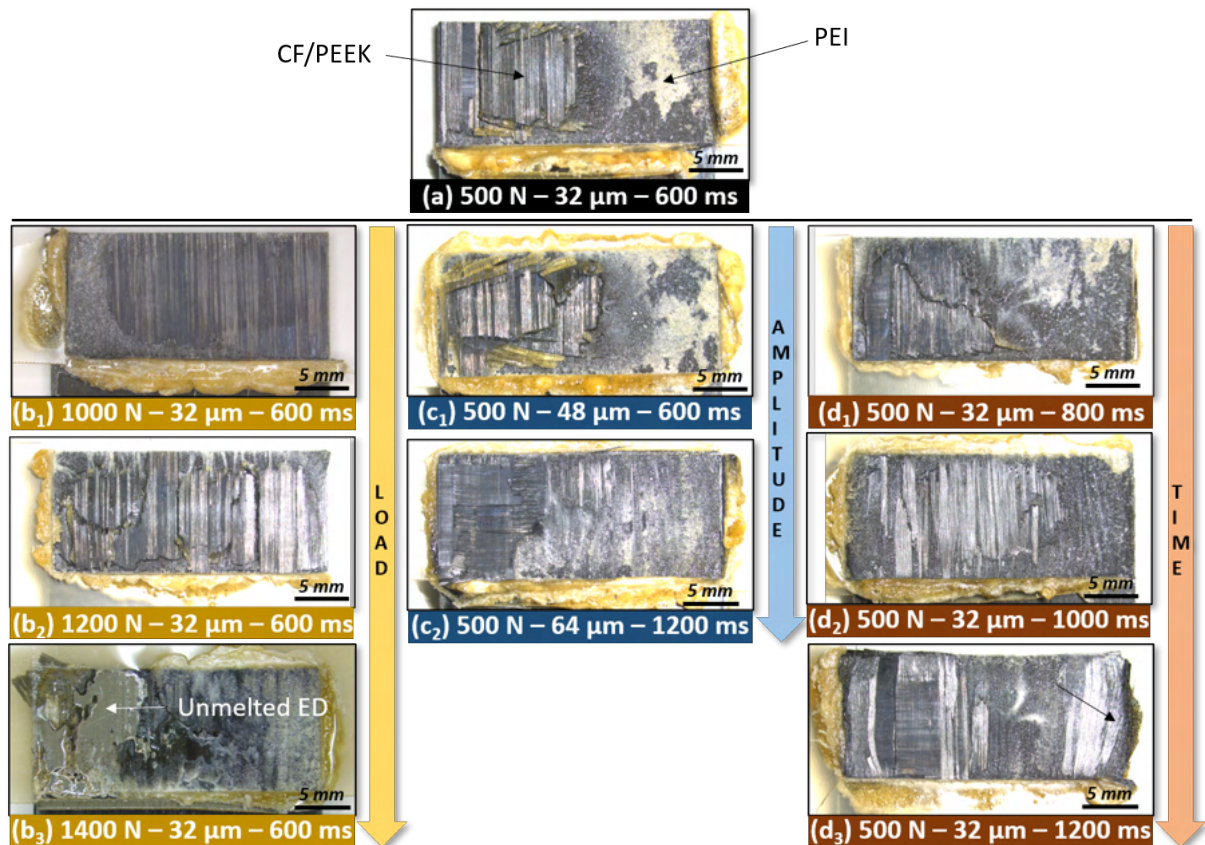 CF/PEEK
PEI
5 mm
(a) 500 N – 32 µm – 600 ms
5 mm
(b₁) 1000 N – 32 µm – 600 ms
5 mm
(c₁) 500 N – 48 µm – 600 ms
5 mm
(d₁) 500 N – 32 µm – 800 ms
5 mm
(b₂) 1200 N – 32 µm – 600 ms
5 mm
(c₂) 500 N – 64 µm – 1200 ms
5 mm
(d₂) 500 N – 32 µm – 1000 ms
Unmelted ED
5 mm
(b₃) 1400 N – 32 µm – 600 ms
5 mm
(d₃) 500 N – 32 µm – 1200 ms
LOAD
AMPLITUDE
TIME